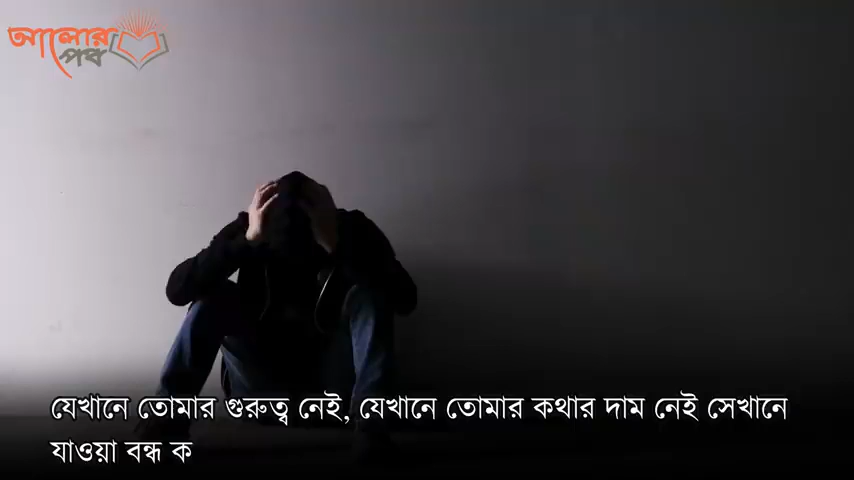 আলোর
পথ
যেখানে তোমার গুরুত্ব নেই, যেখানে তোমার কথার দাম নেই সেখানে
যাওয়া বন্ধ ক